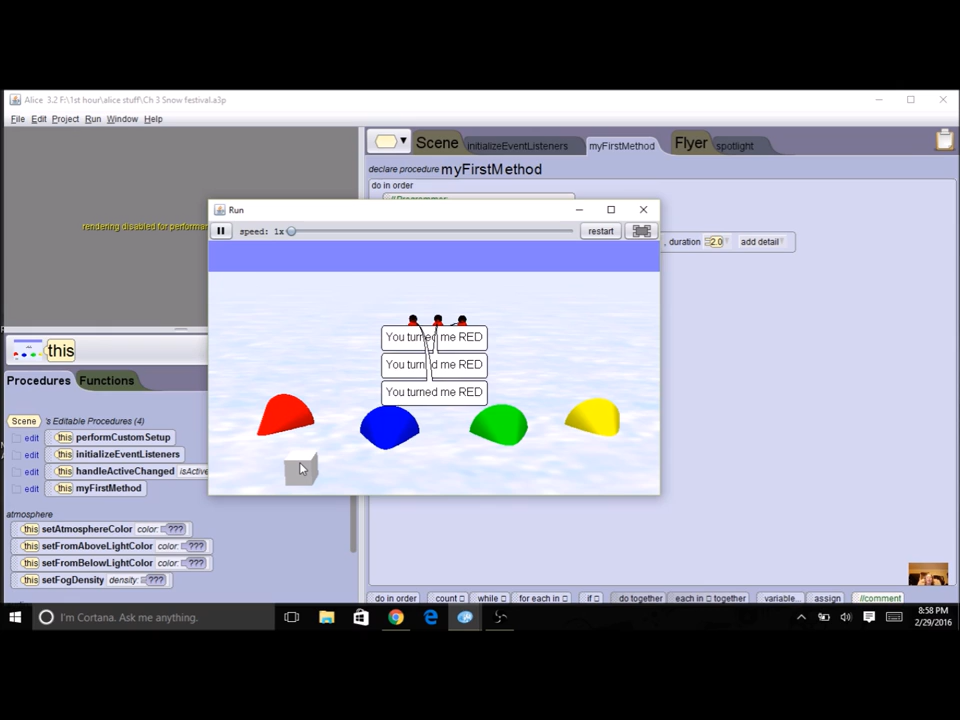 Alice 3.2 F:\1st hour\alice stuff\Ch 3 Snow festival.a3p
File Edit Project Run Window Help
Scene initializeEventListeners myFirstMethod Flyer spotlight
declare procedure myFirstMethod
do in order
rendering disabled for performa
Run
speed: 1x restart
, duration 2.0 add detail
You turned me RED
You turned me RED
You turned me RED
this
Procedures Functions
Scene 's Editable Procedures (4)
edit this performCustomSetup
edit this initializeEventListeners
edit this handleActiveChanged isActive
edit this myFirstMethod
atmosphere
this setAtmosphereColor color: ???
this setFromAboveLightColor color: ???
this setFromBelowLightColor color: ???
this setFogDensity density: ???
do in order count while for each in if do together each in together variable... assign //comment
I'm Cortana. Ask me anything.
8:58 PM
2/29/2016